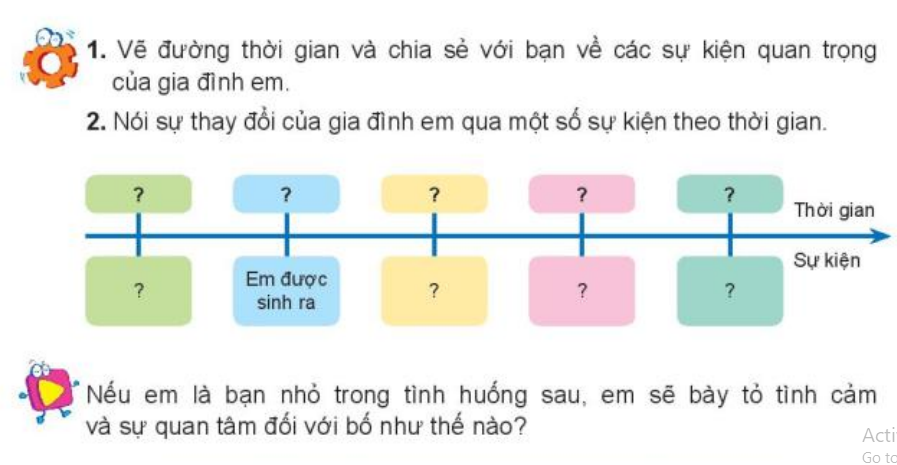 1. Vẽ đường thời gian và chia sẻ với bạn về các sự kiện quan trọng
của gia đình em.
2. Nói sự thay đổi của gia đình em qua một số sự kiện theo thời gian.
? ? ? ? ?
Thời gian
Sự kiện
? Em được ? ? ?
sinh ra
Nếu em là bạn nhỏ trong tình huống sau, em sẽ bày tỏ tình cảm
và sự quan tâm đối với bố như thế nào?
Acti
Go to